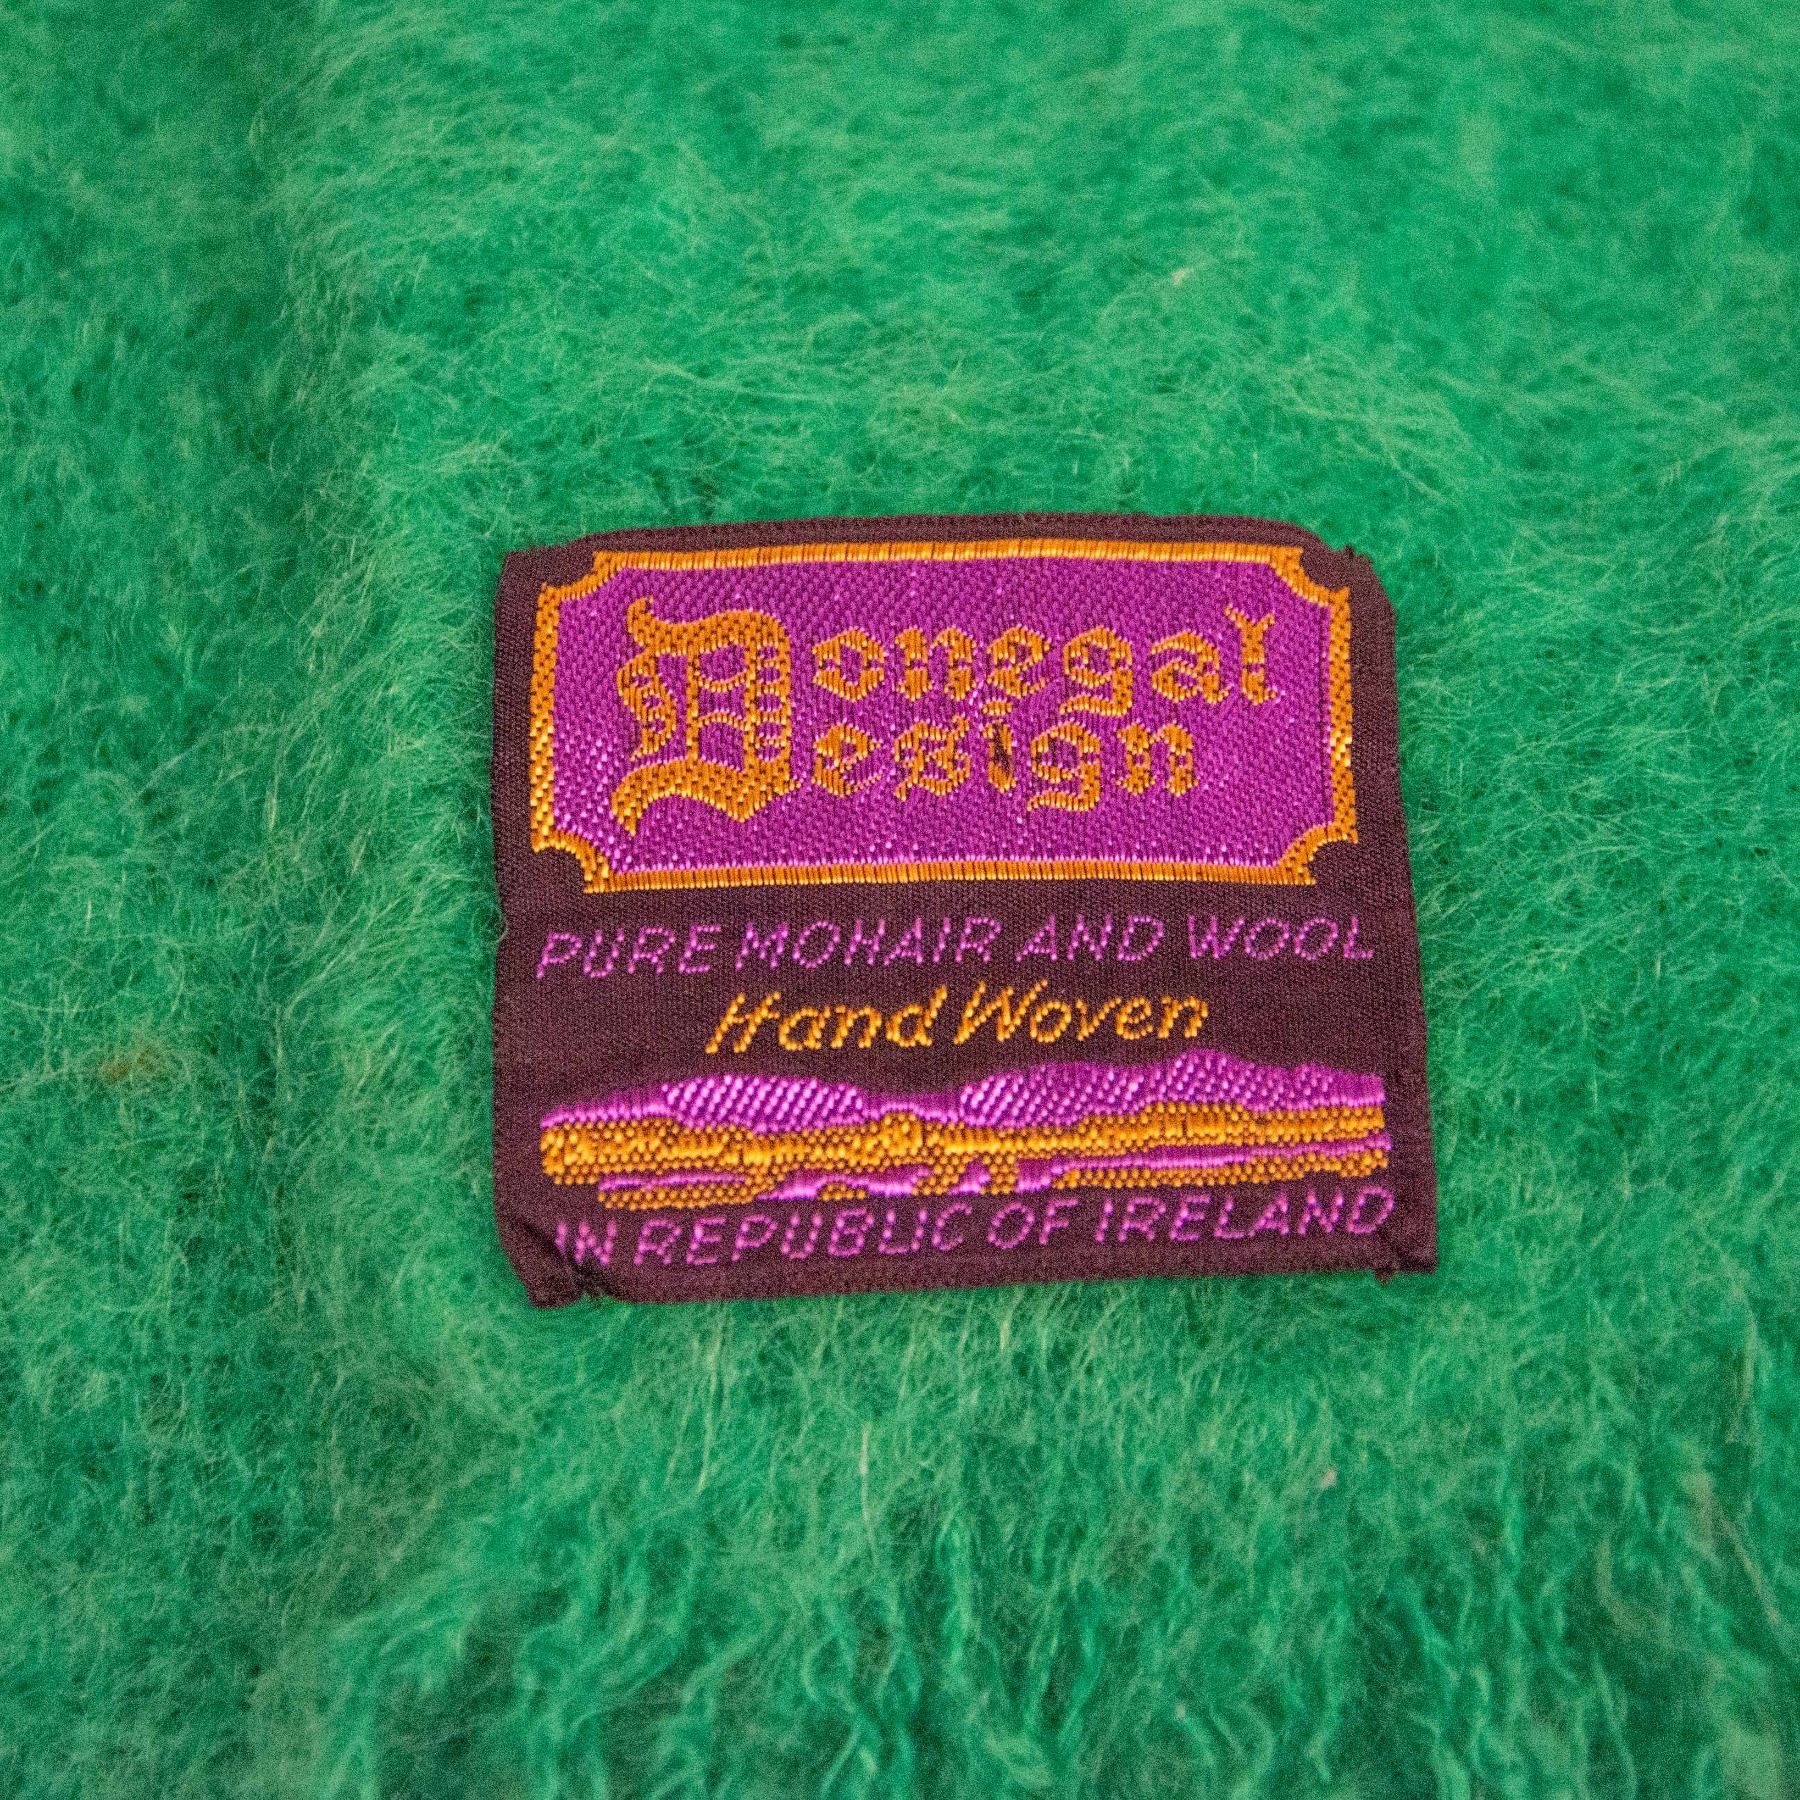 Donegal
Design
PURE MOHAIR AND WOOL
Hand Woven
IN REPUBLIC OF IRELAND